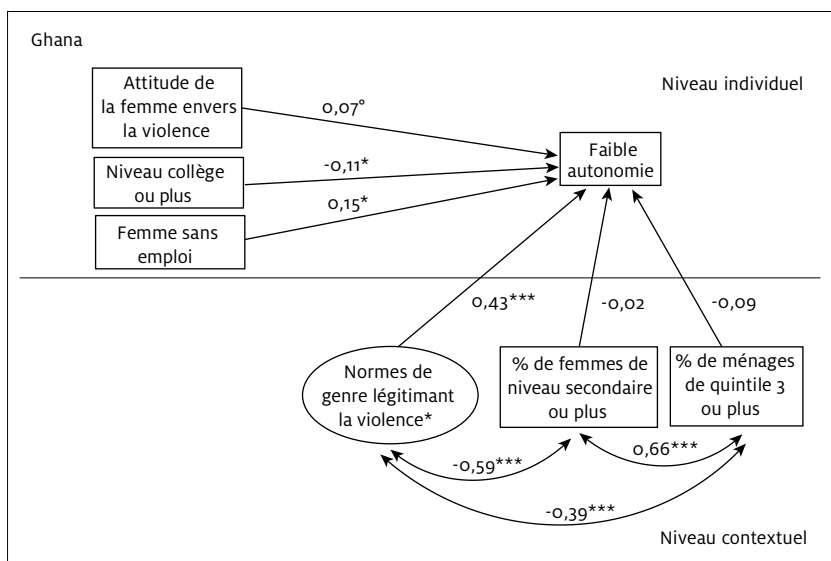 Ghana
Niveau individuel
Attitude de
la femme envers
la violence
0,07°
Niveau collège
ou plus
-0,11*
Femme sans
emploi
0,15*
Faible
autonomie
0,43***
-0,02
-0,09
Normes de
genre légitimant
la violence*
% de femmes de
niveau secondaire
ou plus
% de ménages
de quintile 3
ou plus
-0,59***
0,66***
-0,39***
Niveau contextuel